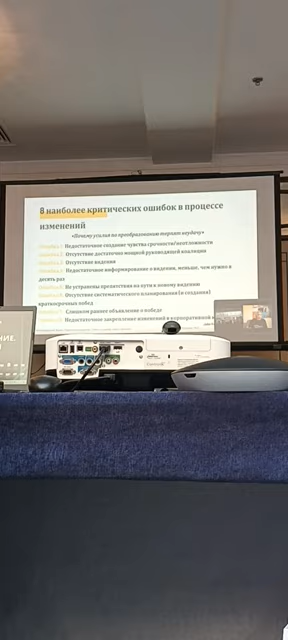 8 наиболее критических ошибок в процессе
изменений
«Почему усилия по преобразованию терпят неудачу»
Недостаточное создание чувства срочности/неотложности
Отсутствие достаточно мощной руководящей коалиции
Отсутствие видения
Недостаточное информирование о видении, меньше, чем нужно в
десять раз
Не устранены препятствия на пути к новому видению
Отсутствие систематического планирования (и создания)
краткосрочных побед
Слишком раннее объявление о победе
Недостаточное закрепление изменений в корпоративной